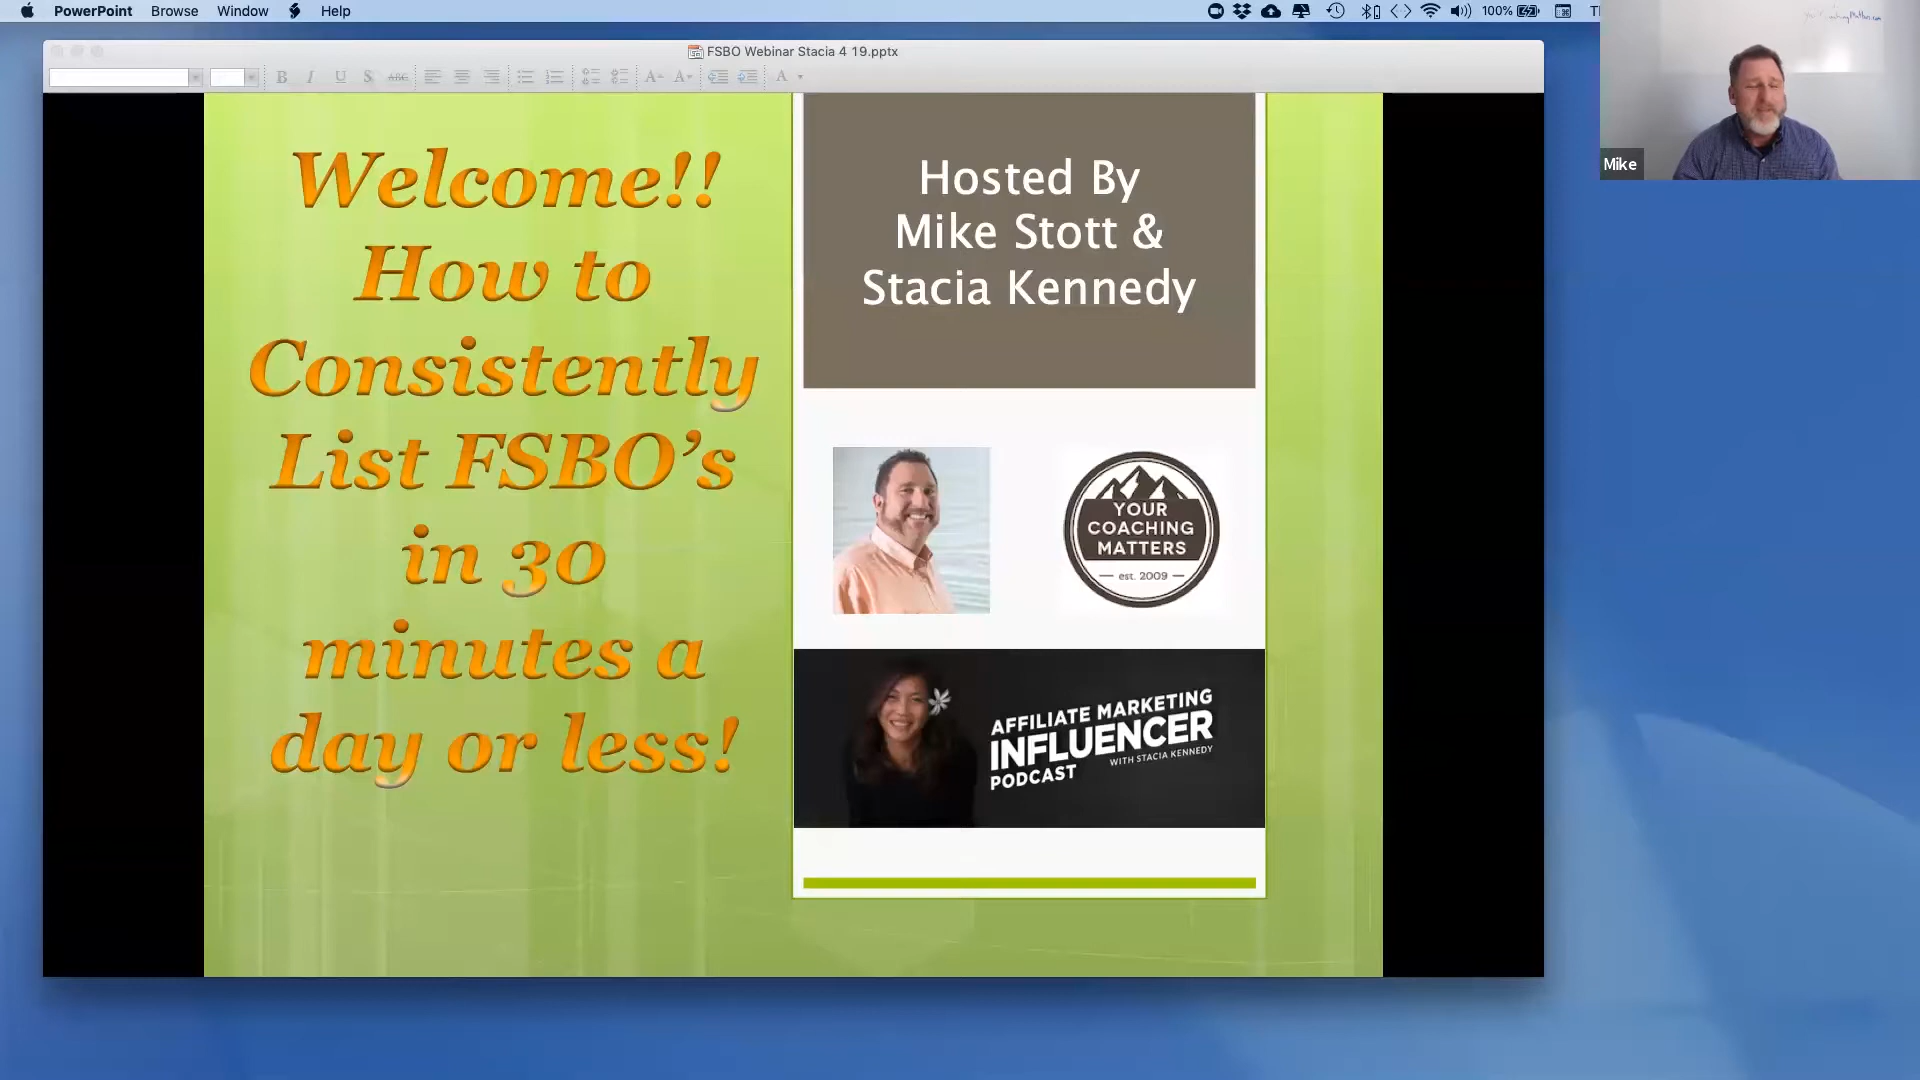 PowerPoint Browse Window Help
100%
FSBO Webinar Stacia 4 19.pptx
B I U S ABC
A A A
Welcome!!
How to
Consistently
List FSBO’s
in 30
minutes a
day or less!
Hosted By
Mike Stott &
Stacia Kennedy
YOUR
COACHING
MATTERS
est. 2009
AFFILIATE MARKETING
INFLUENCER
PODCAST
WITH STACIA KENNEDY
Mike